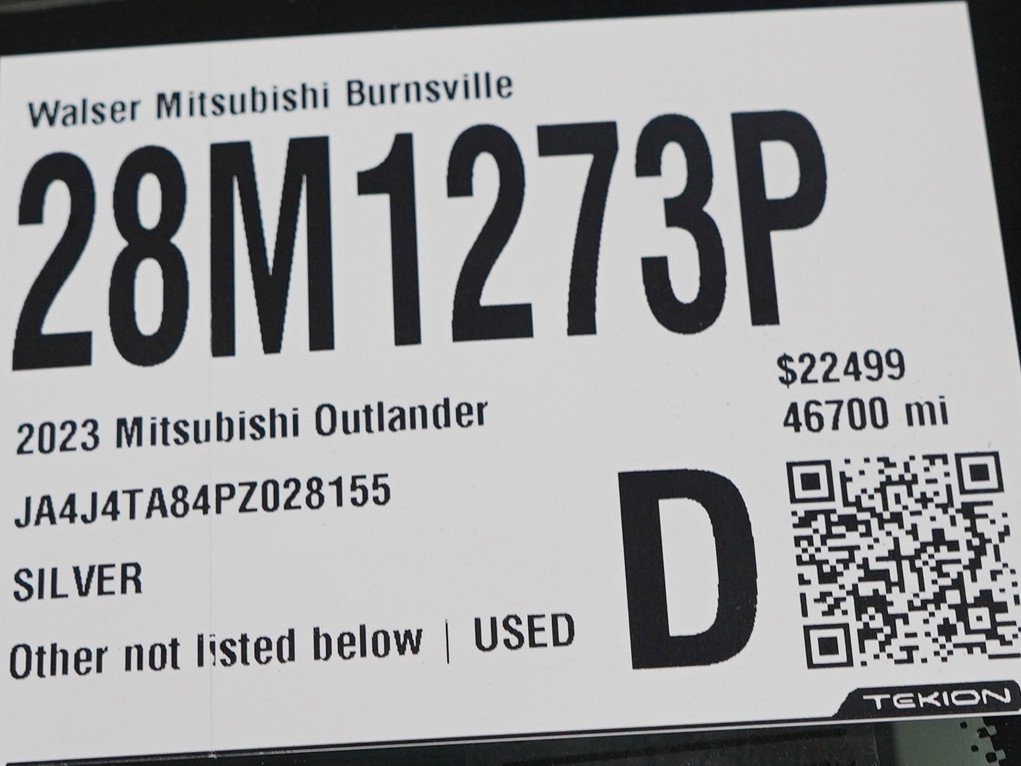 Walser Mitsubishi Burnsville
28M1273P
$22499
2023 Mitsubishi Outlander
46700 mi
JA4J4TA84PZ028155
D
SILVER
Other not listed below | USED
TEKION